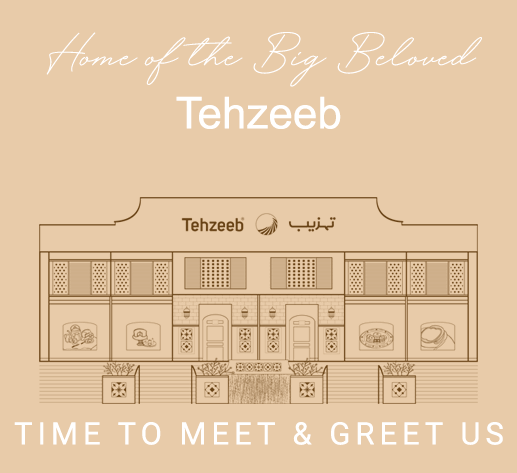 Home of the Big Beloved
Tehzeeb
Tehzeeb تہزیب
TIME TO MEET & GREET US